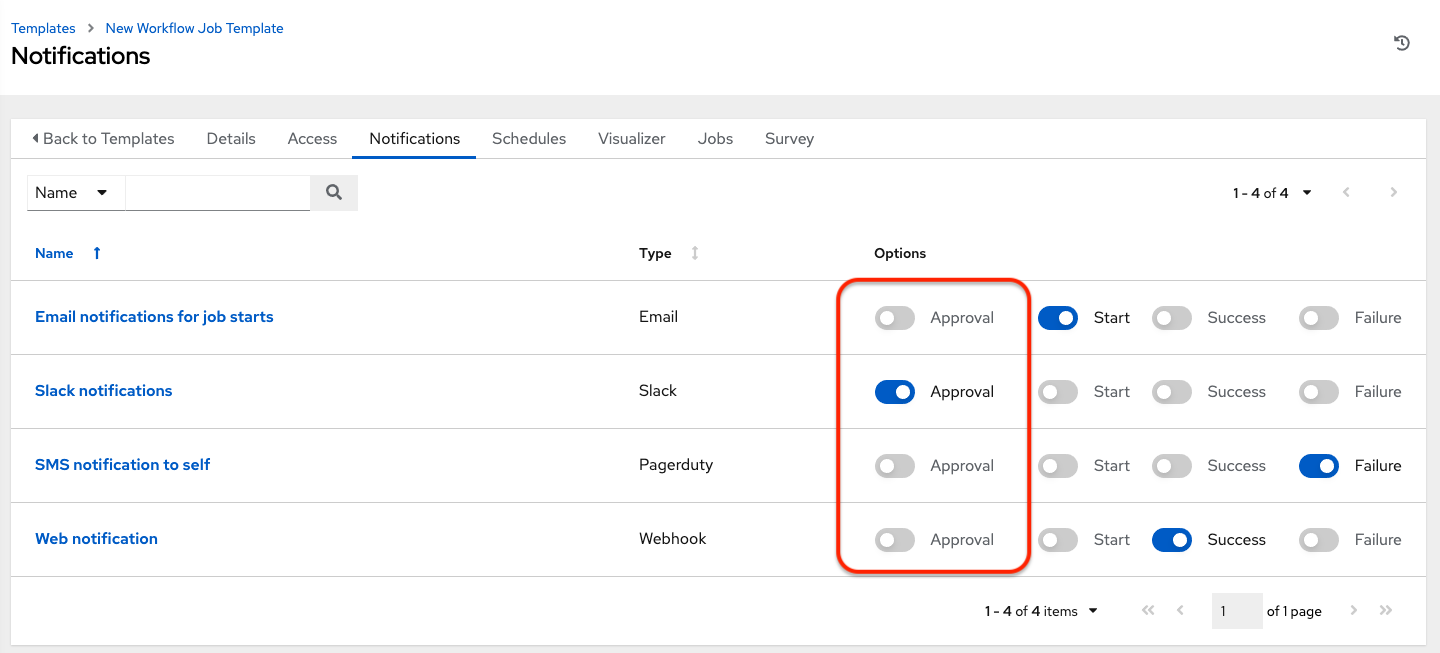 Templates > New Workflow Job Template
Notifications
Back to Templates Details Access Notifications Schedules Visualizer Jobs Survey
Name 1 - 4 of 4
Name Type Options
Email notifications for job starts Email Approval Start Success Failure
Slack notifications Slack Approval Start Success Failure
SMS notification to self Pagerduty Approval Start Success Failure
Web notification Webhook Approval Start Success Failure
1 - 4 of 4 items 1 of 1 page